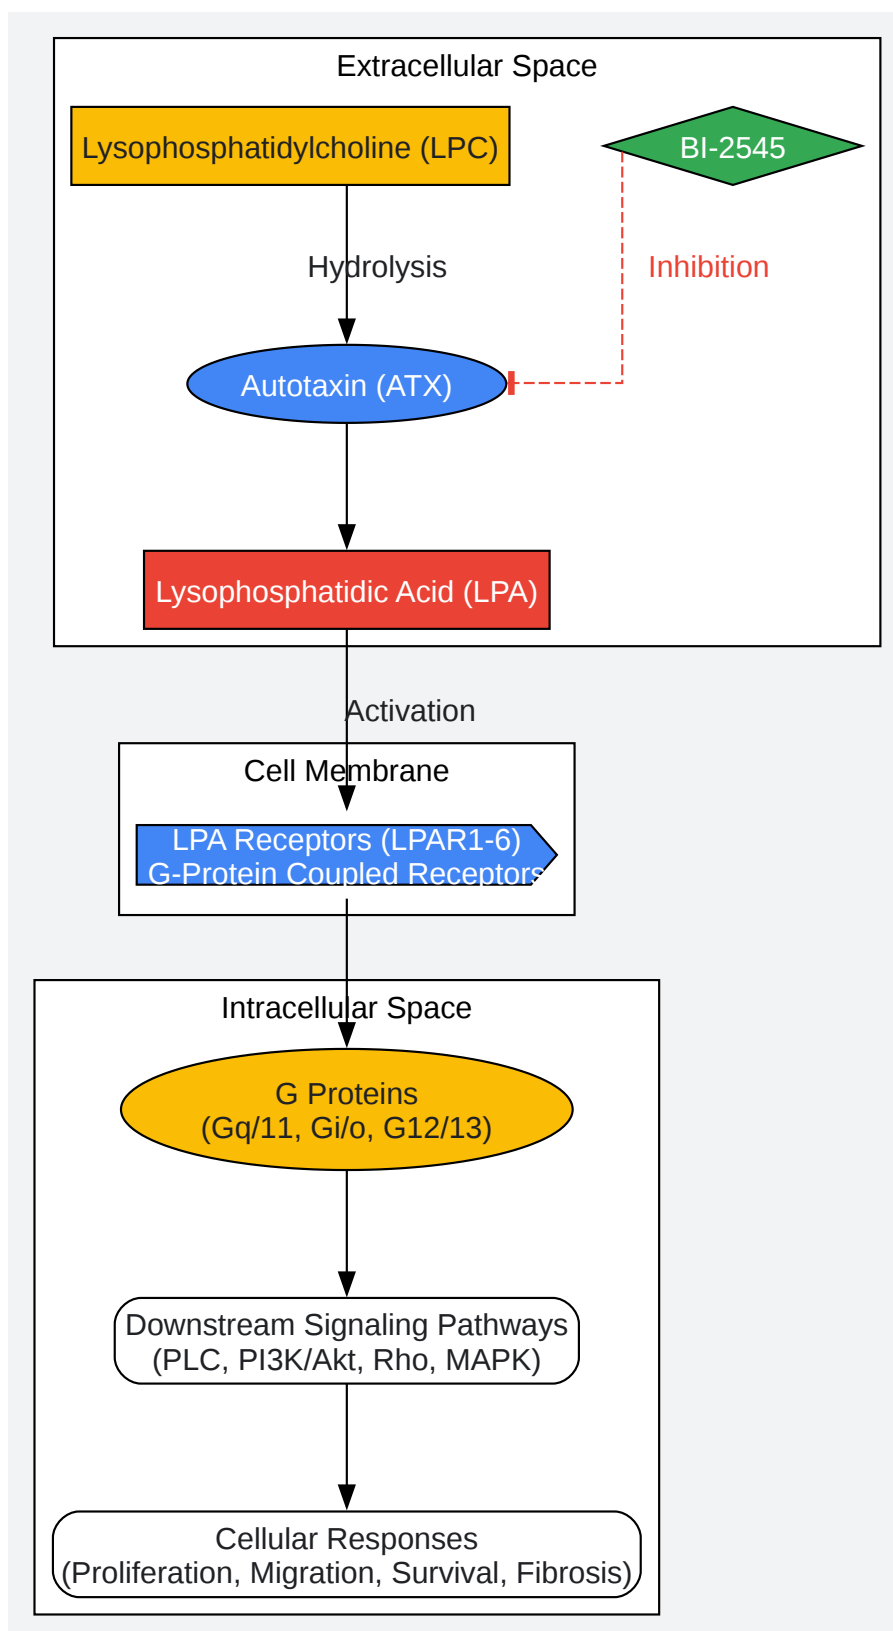 Extracellular Space
Lysophosphatidylcholine (LPC)
BI-2545
Hydrolysis
Inhibition
Autotaxin (ATX)
Lysophosphatidic Acid (LPA)
Activation
Cell Membrane
LPA Receptors (LPAR1-6)
G-Protein Coupled Receptors
Intracellular Space
G Proteins
(Gq/11, Gi/o, G12/13)
Downstream Signaling Pathways
(PLC, PI3K/Akt, Rho, MAPK)
Cellular Responses
(Proliferation, Migration, Survival, Fibrosis)